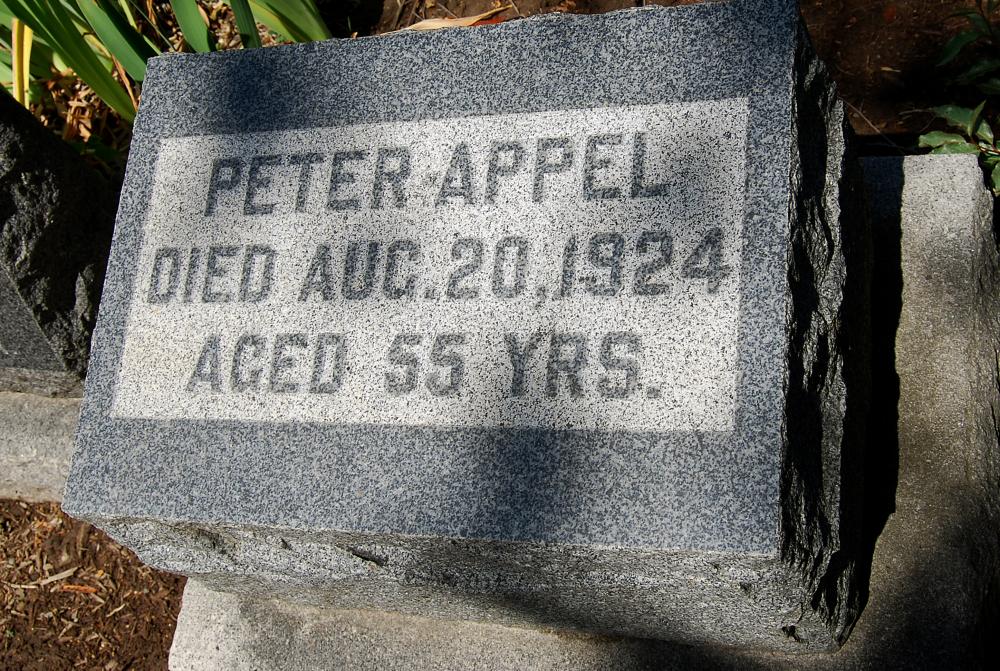 PETER APPEL
DIED AUG. 20, 1924
AGED 55 YRS.